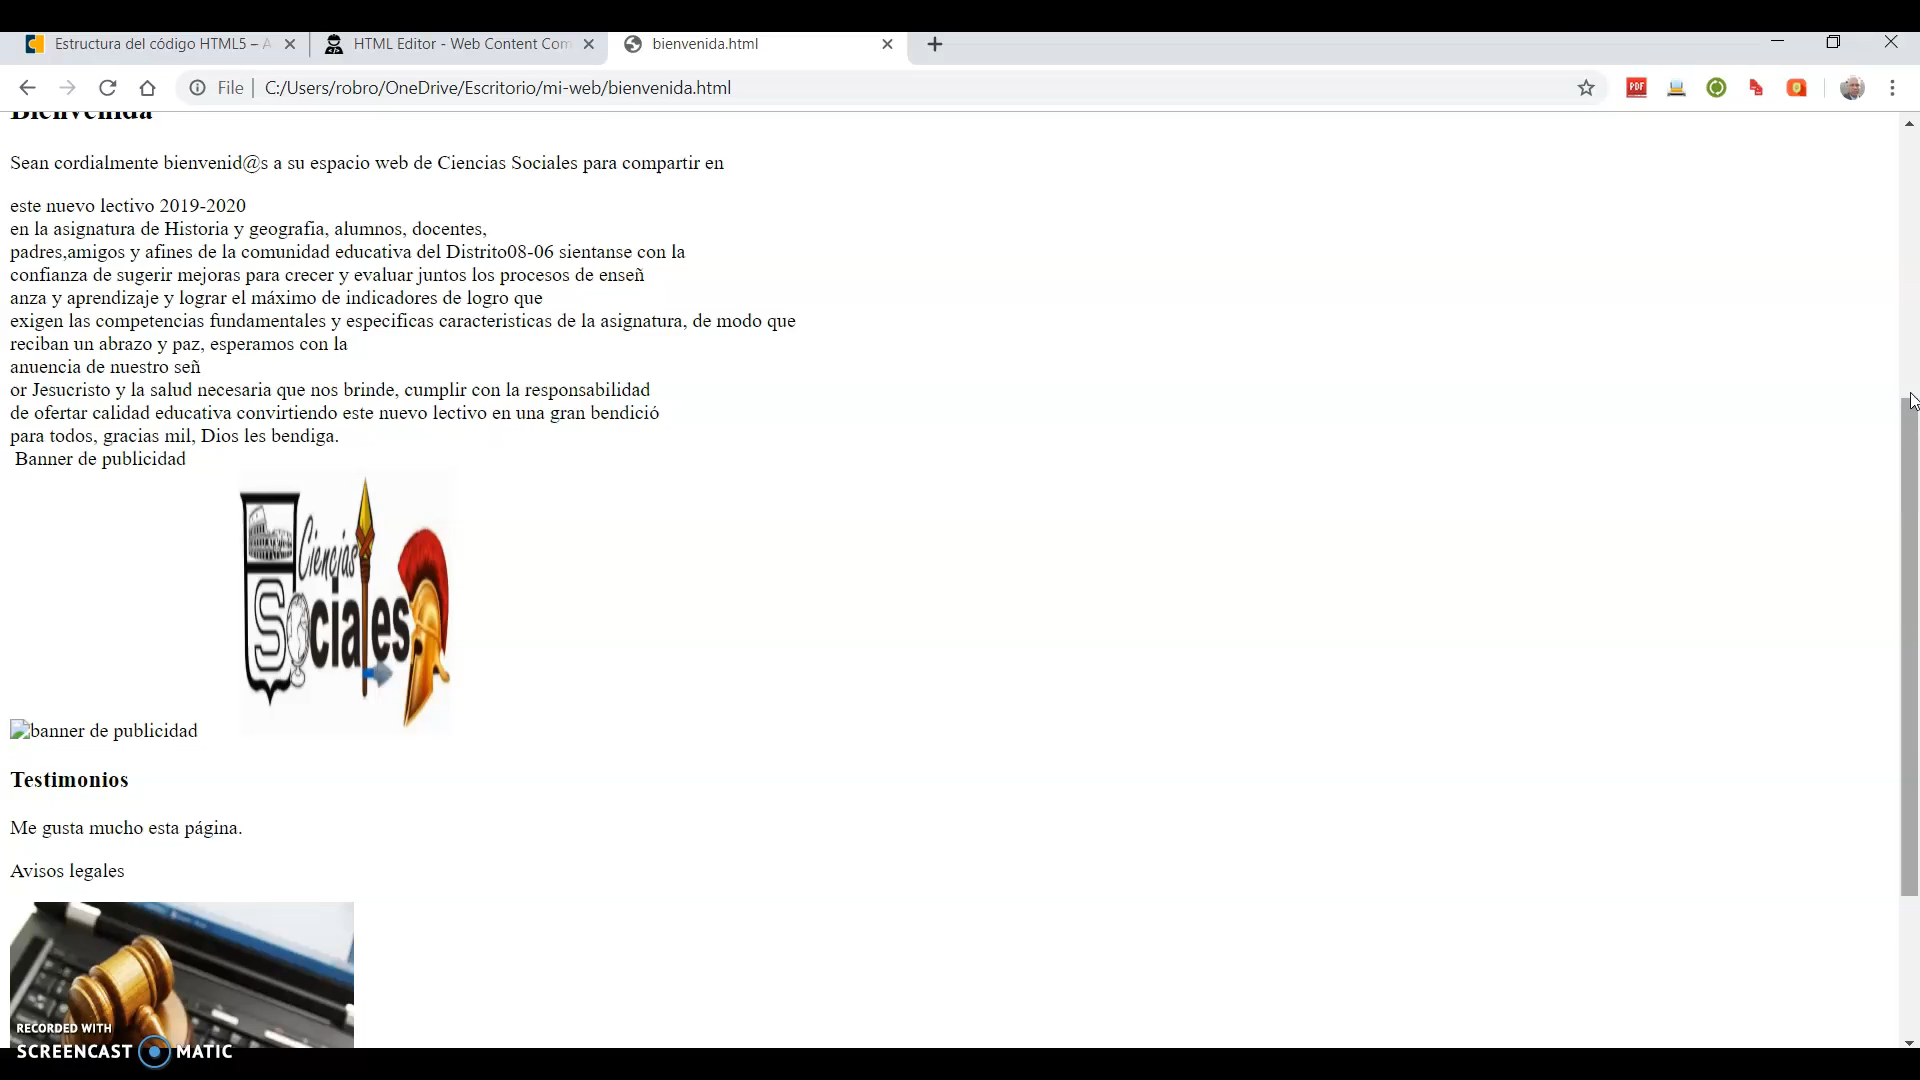 Estructura del código HTML5 – A
HTML Editor - Web Content Com
bienvenida.html
File
C:/Users/robro/OneDrive/Escritorio/mi-web/bienvenida.html
PDF
Bienvenida
Sean cordialmente bienvenid@s a su espacio web de Ciencias Sociales para compartir en
este nuevo lectivo 2019-2020
en la asignatura de Historia y geografia, alumnos, docentes,
padres,amigos y afines de la comunidad educativa del Distrito08-06 sientanse con la
confianza de sugerir mejoras para crecer y evaluar juntos los procesos de enseñ
anza y aprendizaje y lograr el máximo de indicadores de logro que
exigen las competencias fundamentales y especificas caracteristicas de la asignatura, de modo que
reciban un abrazo y paz, esperamos con la
anuencia de nuestro señ
or Jesucristo y la salud necesaria que nos brinde, cumplir con la responsabilidad
de ofertar calidad educativa convirtiendo este nuevo lectivo en una gran bendició
para todos, gracias mil, Dios les bendiga.
Banner de publicidad
Ciencias
Sociales
banner de publicidad
Testimonios
Me gusta mucho esta página.
Avisos legales
RECORDED WITH
SCREENCAST MATIC